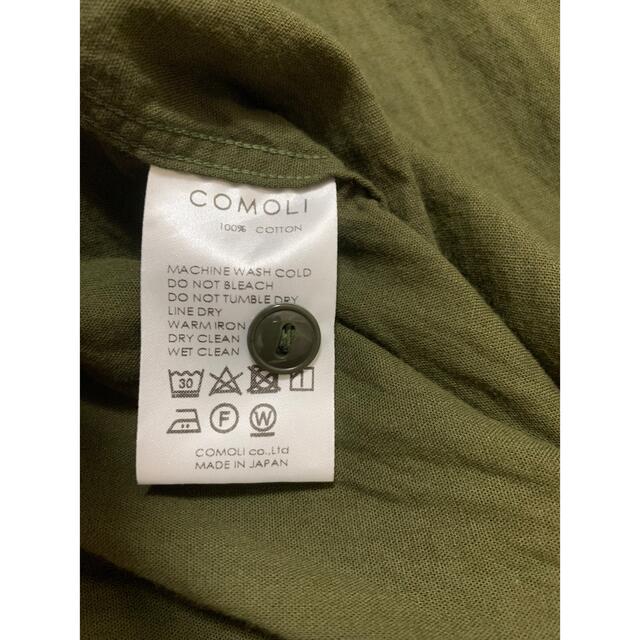 COMOLI
100% COTTON
MACHINE WASH COLD
DO NOT BLEACH
DO NOT TUMBLE DRY
LINE DRY
WARM IRON
DRY CLEAN
WET CLEAN
30
F W
COMOLI co.,Ltd
MADE IN JAPAN